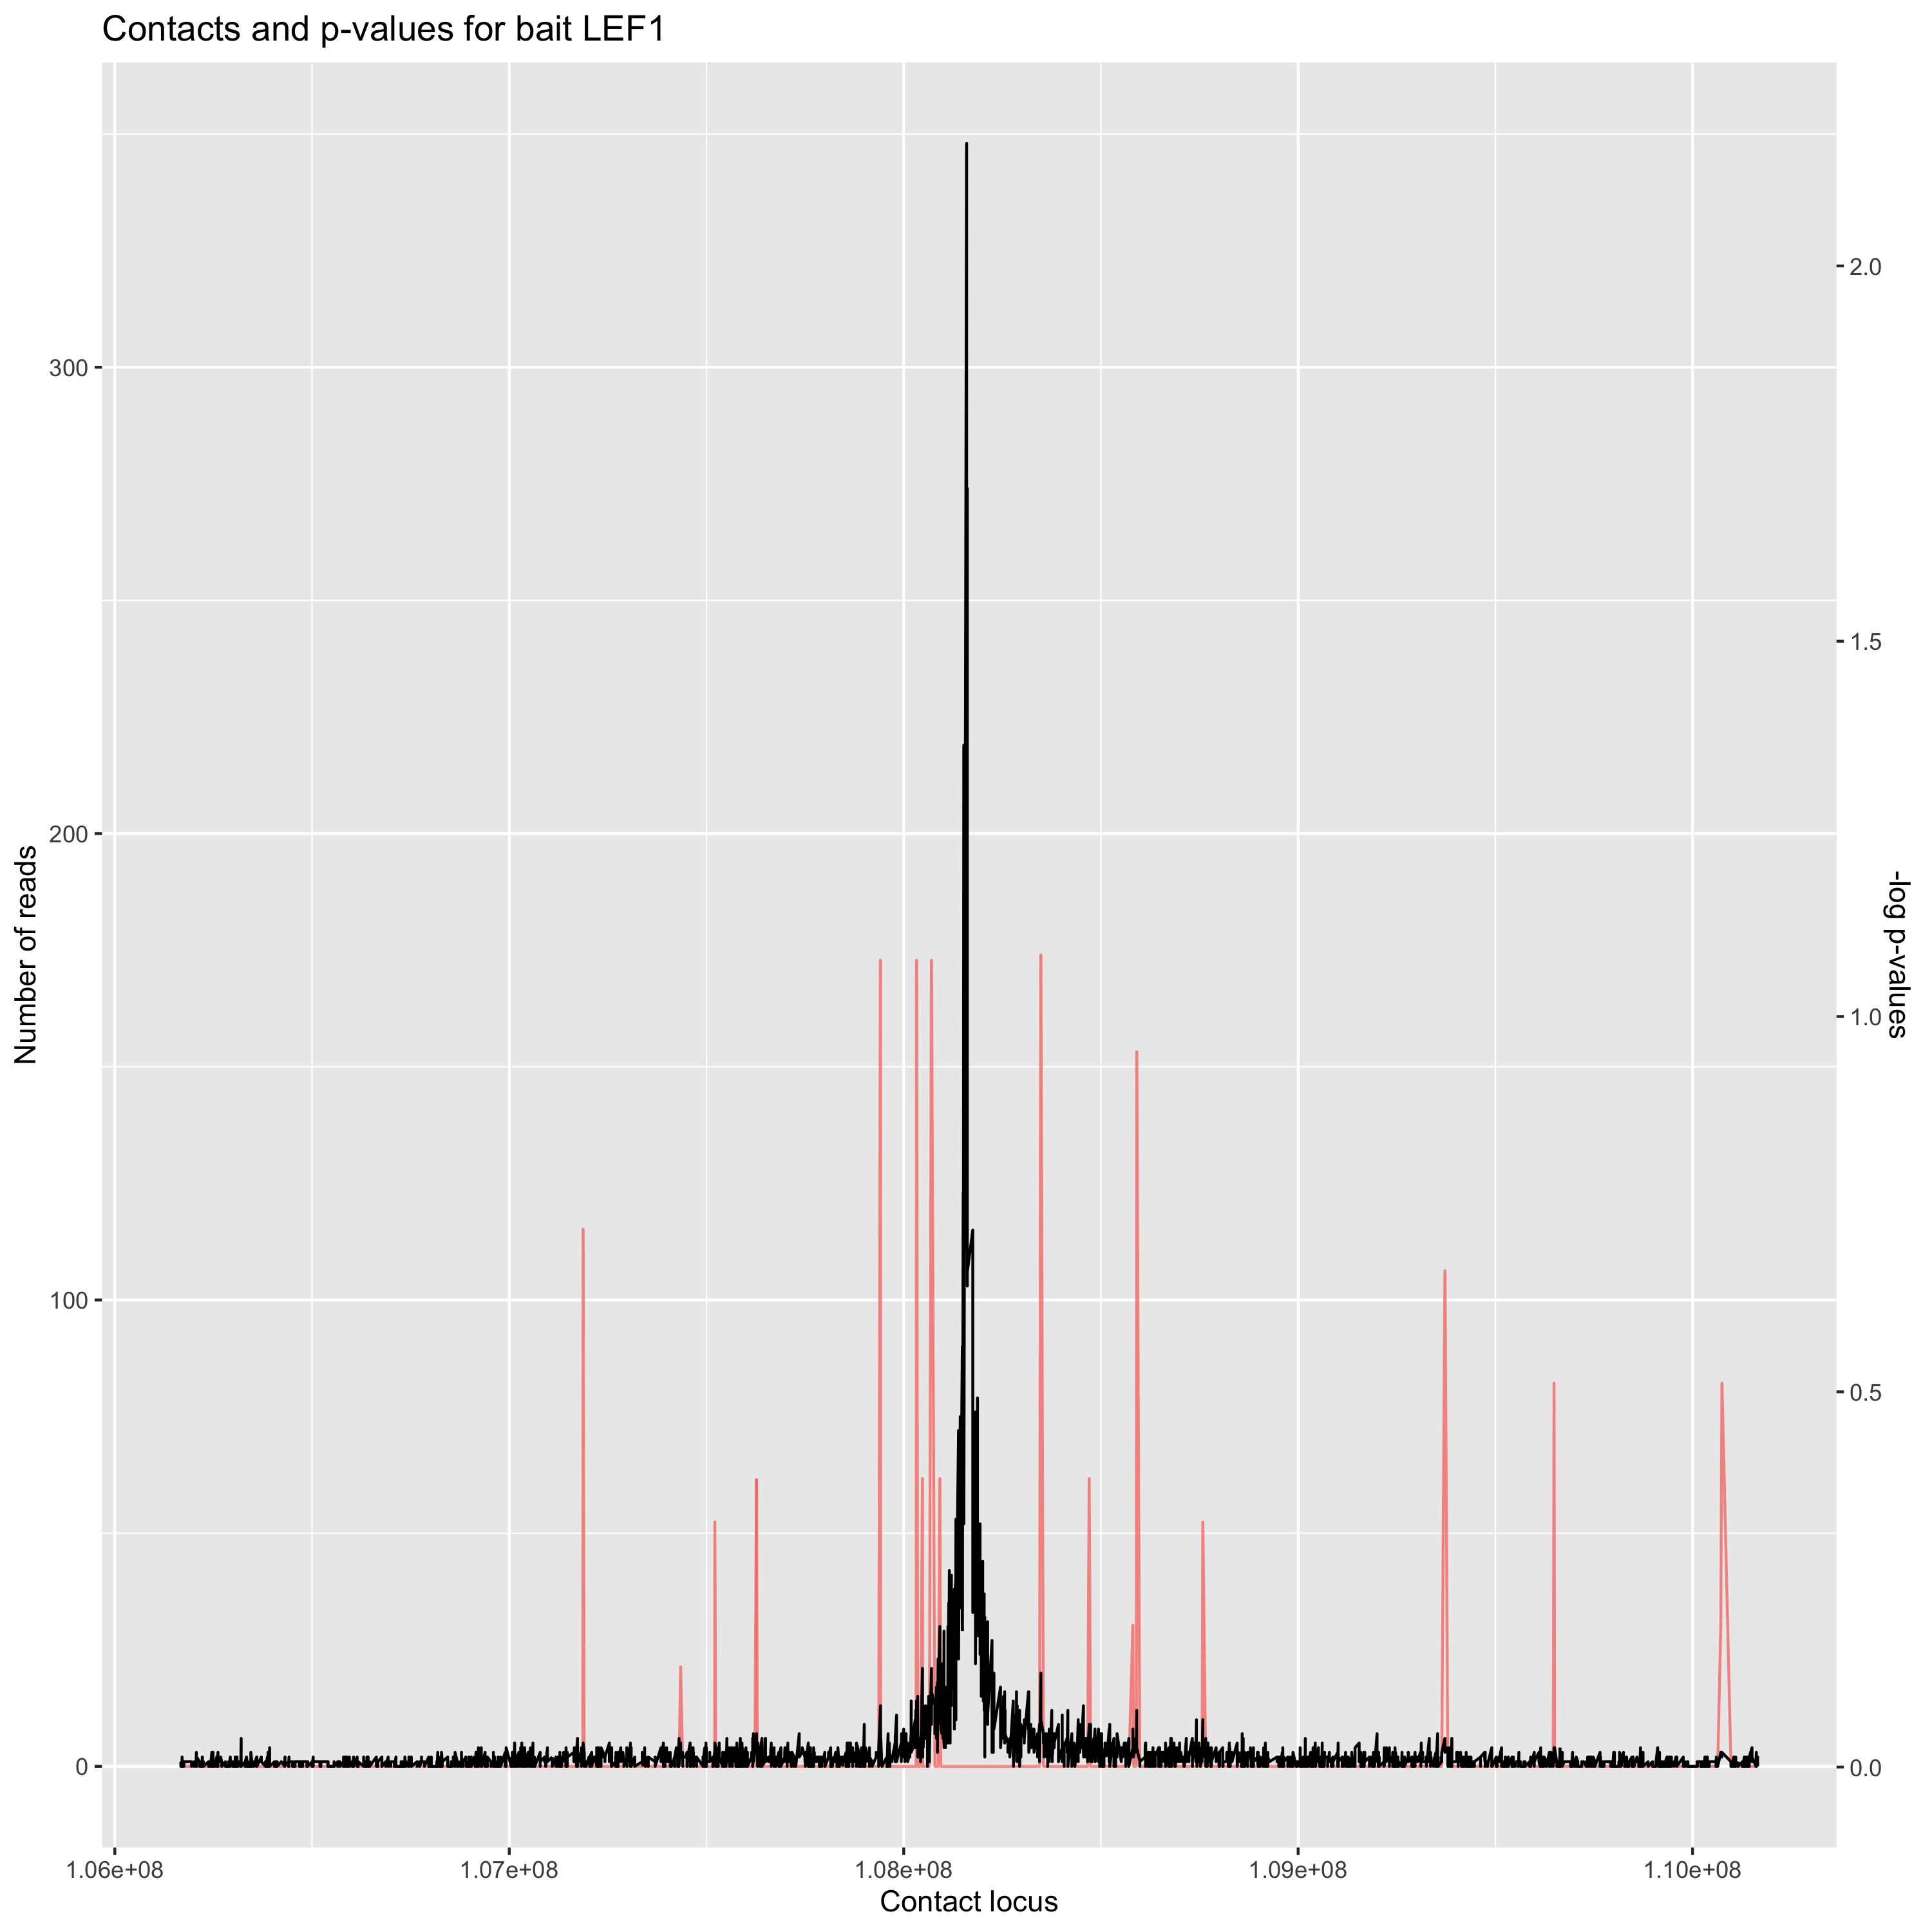 Contacts and p-values for bait LEF1
300
200
100
0
Number of reads
2.0
1.5
1.0
0.5
0.0
-log p-values
1.06e+08
1.07e+08
1.08e+08
1.09e+08
1.10e+08
Contact locus